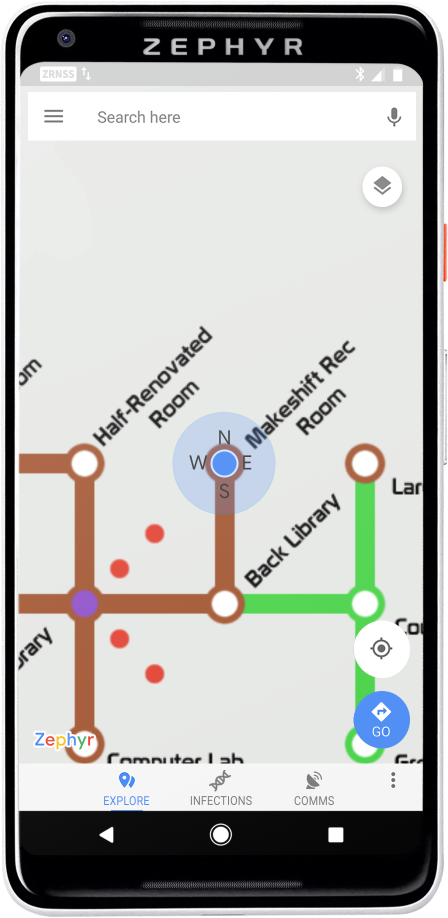 ZEPHYR
ZRNSS
Search here
om
Half-Renovated
Room
Makeshift Rec
Room
N
W E
S
Back Library
Lar
Cou
brary
Zephyr
GO
Computer Lab
Gr
EXPLORE
INFECTIONS
COMMS